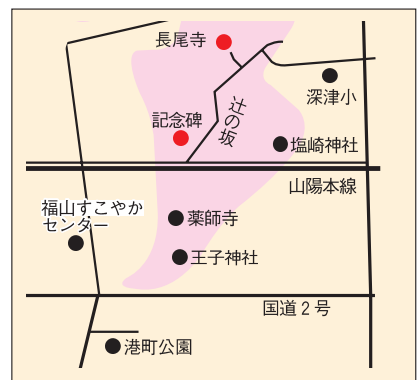 長尾寺
深津小
記念碑
辻の坂
塩崎神社
山陽本線
福山すこやか
センター
薬師寺
王子神社
国道2号
港町公園